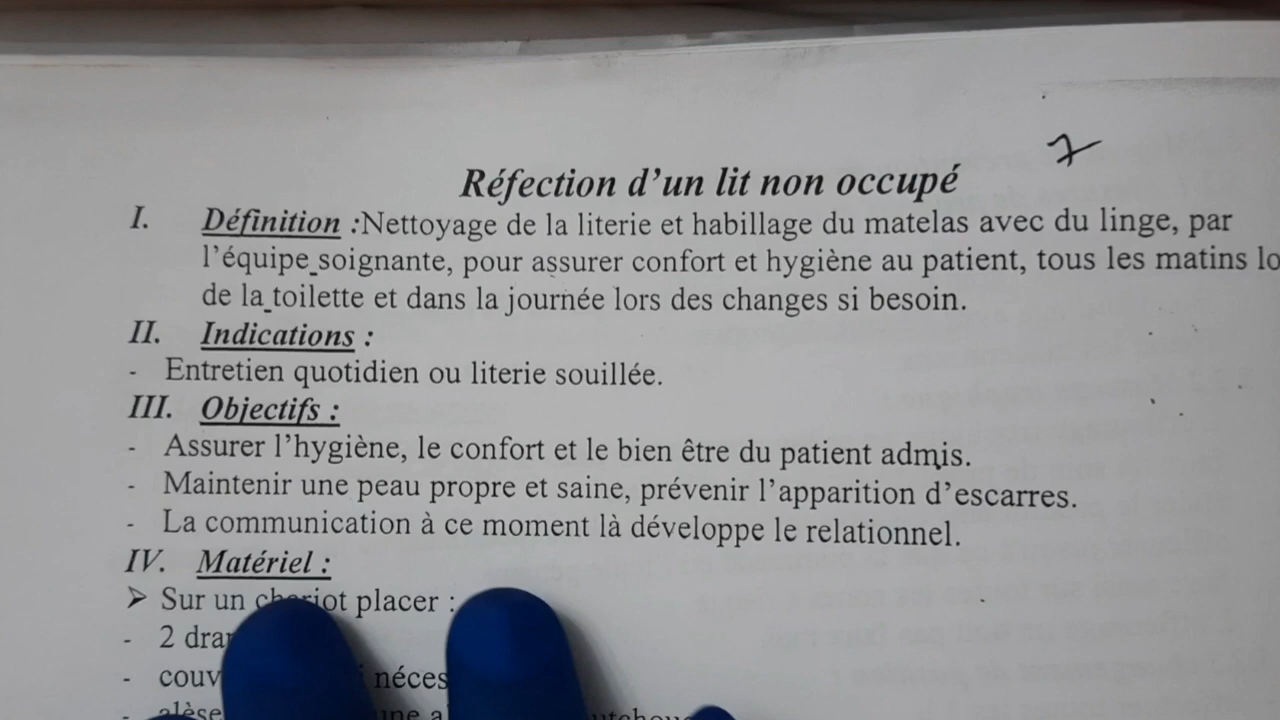 7
Réfection d'un lit non occupé
I. Définition :Nettoyage de la literie et habillage du matelas avec du linge, par
l'équipe soignante, pour assurer confort et hygiène au patient, tous les matins
de la toilette et dans la journée lors des changes si besoin.
II. Indications :
- Entretien quotidien ou literie souillée.
III. Objectifs :
- Assurer l'hygiène, le confort et le bien être du patient admis.
- Maintenir une peau propre et saine, prévenir l'apparition d'escarres.
- La communication à ce moment là développe le relationnel.
IV. Matériel :
➤ Sur un chariot placer :
- 2
-
- alèse